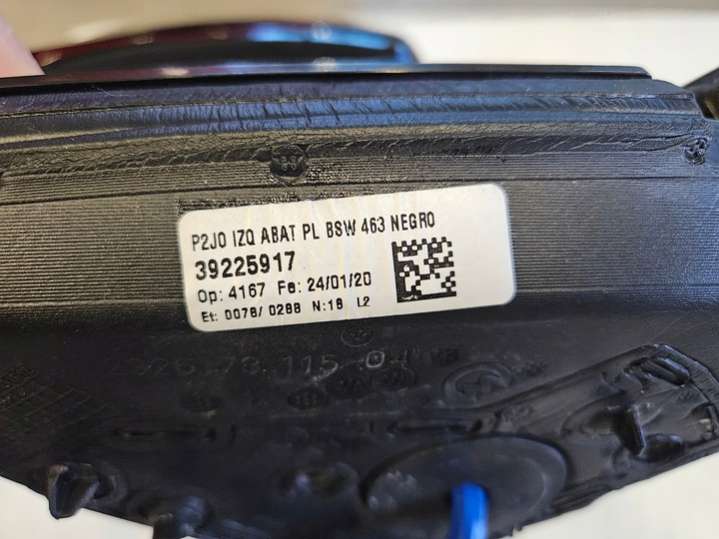 P2JO IZQ ABAT PL BSW 463 NEGRO
39225917
Op: 4167 Fe: 24/01/20
Et: 0078/ 0288 N:18 L2